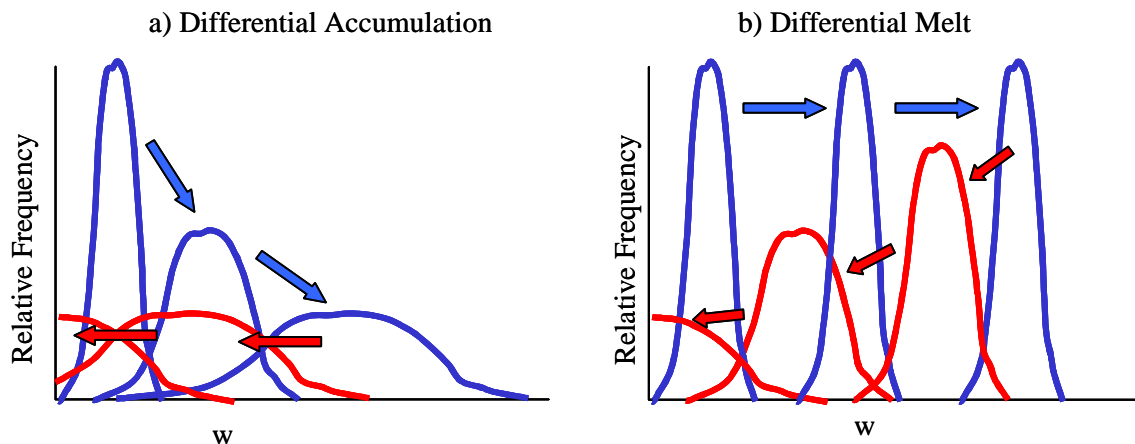 a) Differential Accumulation
Relative Frequency
w
b) Differential Melt
Relative Frequency
w